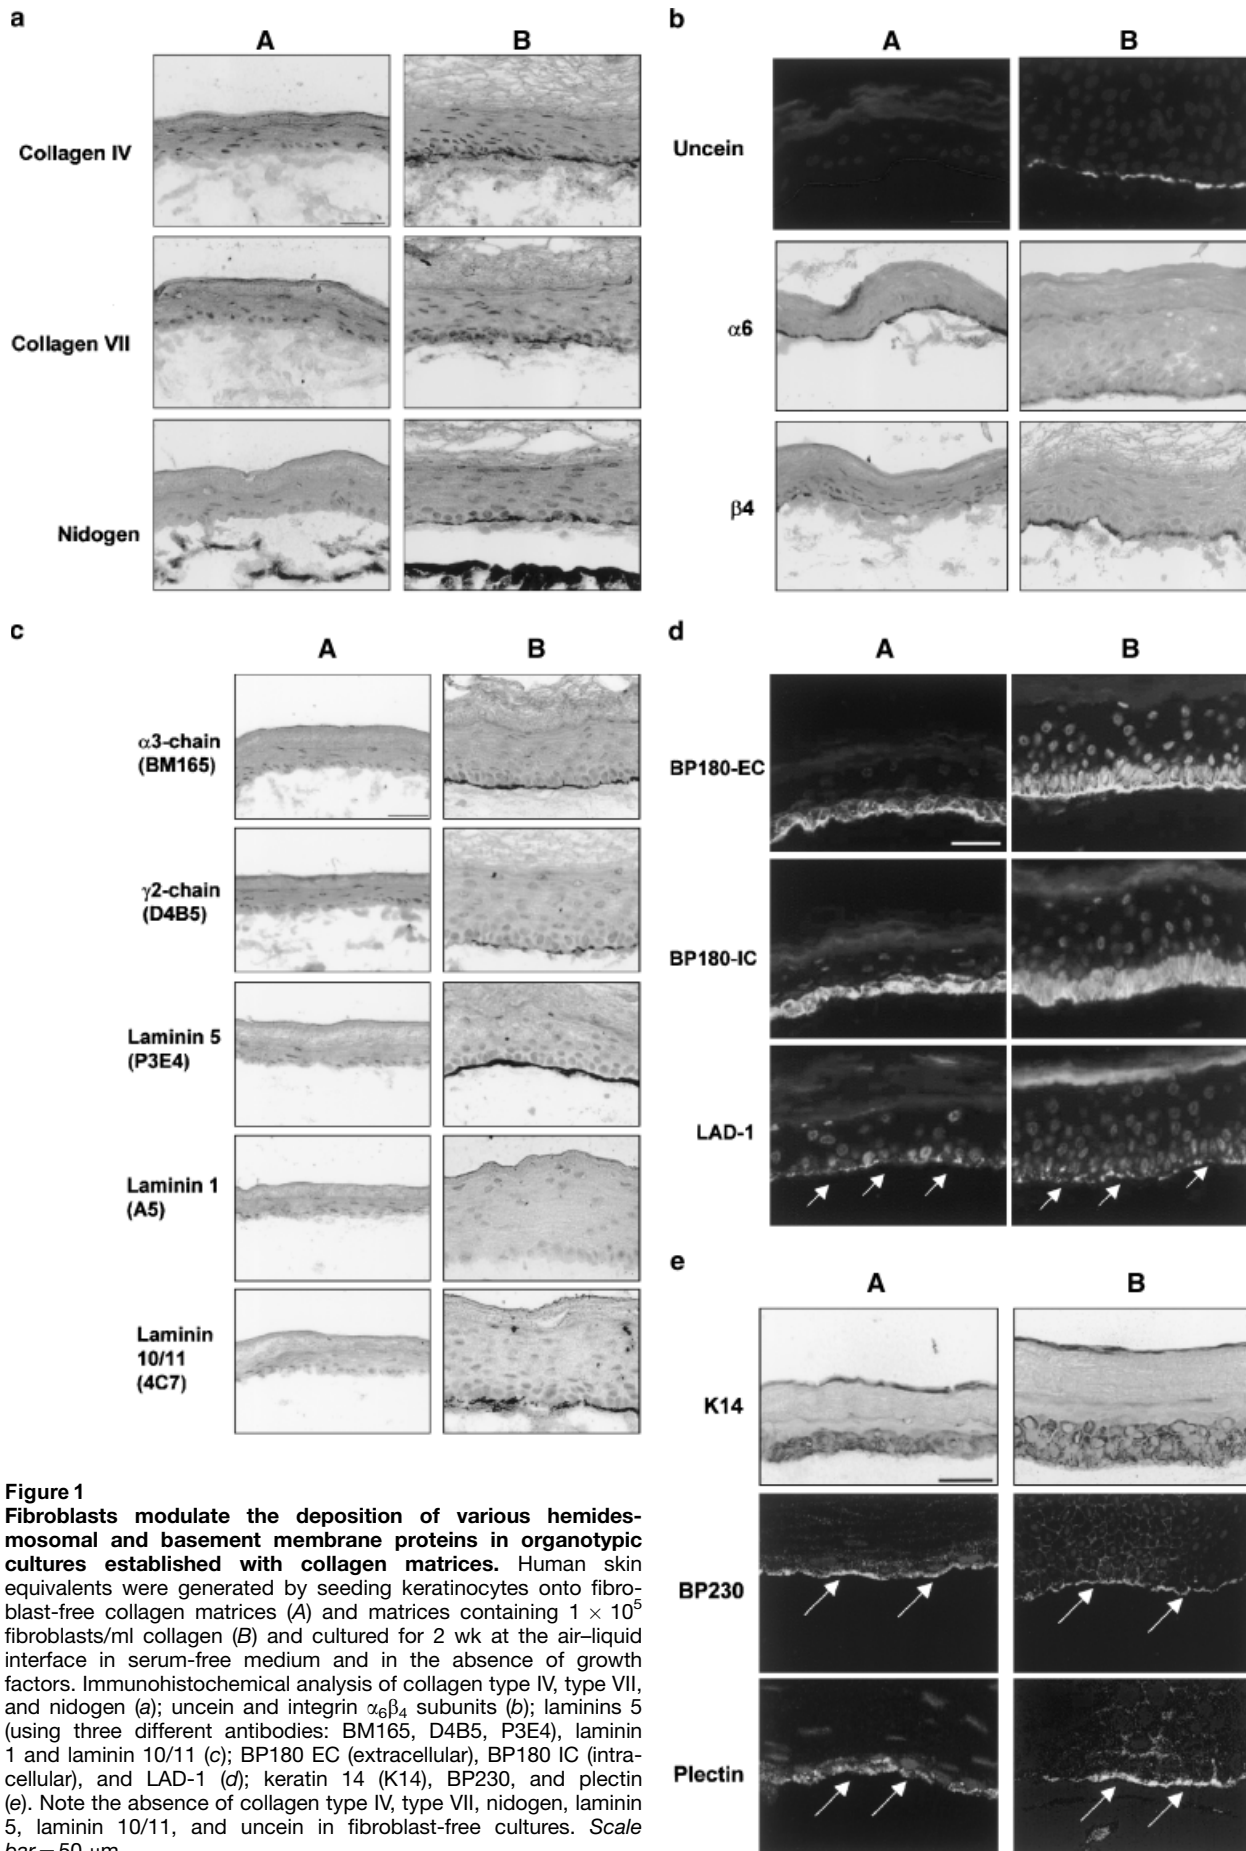 a
A B
Collagen IV
Collagen VII
Nidogen
b
A B
Uncein
α6
β4
c
A B
α3-chain
(BM165)
γ2-chain
(D4B5)
Laminin 5
(P3E4)
Laminin 1
(A5)
Laminin
10/11
(4C7)
d
A B
BP180-EC
BP180-IC
LAD-1
e
A B
K14
BP230
Plectin
Figure 1
Fibroblasts modulate the deposition of various hemides-
mosomal and basement membrane proteins in organotypic
cultures established with collagen matrices. Human skin
equivalents were generated by seeding keratinocytes onto fibro-
blast-free collagen matrices (A) and matrices containing 1 × 10⁵
fibroblasts/ml collagen (B) and cultured for 2 wk at the air–liquid
interface in serum-free medium and in the absence of growth
factors. Immunohistochemical analysis of collagen type IV, type VII,
and nidogen (a); uncein and integrin α₆β₄ subunits (b); laminins 5
(using three different antibodies: BM165, D4B5, P3E4), laminin
1 and laminin 10/11 (c); BP180 EC (extracellular), BP180 IC (intra-
cellular), and LAD-1 (d); keratin 14 (K14), BP230, and plectin
(e). Note the absence of collagen type IV, type VII, nidogen, laminin
5, laminin 10/11, and uncein in fibroblast-free cultures. Scale
bar = 50 μm